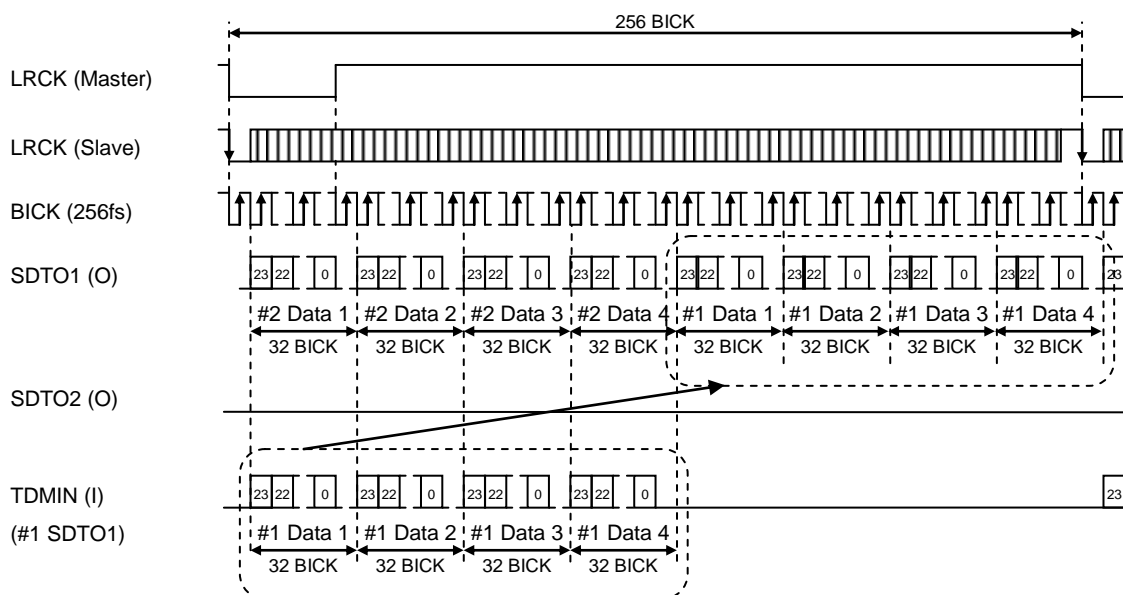 256 BICK
LRCK (Master)
LRCK (Slave)
BICK (256fs)
SDTO1 (O)
23 22 0 23 22 0 23 22 0 23 22 0 23 22 0 23 22 0 23 22 0 23 22 0 23
#2 Data 1 #2 Data 2 #2 Data 3 #2 Data 4 #1 Data 1 #1 Data 2 #1 Data 3 #1 Data 4
32 BICK 32 BICK 32 BICK 32 BICK 32 BICK 32 BICK 32 BICK 32 BICK
SDTO2 (O)
TDMIN (I)
23 22 0 23 22 0 23 22 0 23 22 0 23
(#1 SDTO1)
#1 Data 1 #1 Data 2 #1 Data 3 #1 Data 4
32 BICK 32 BICK 32 BICK 32 BICK